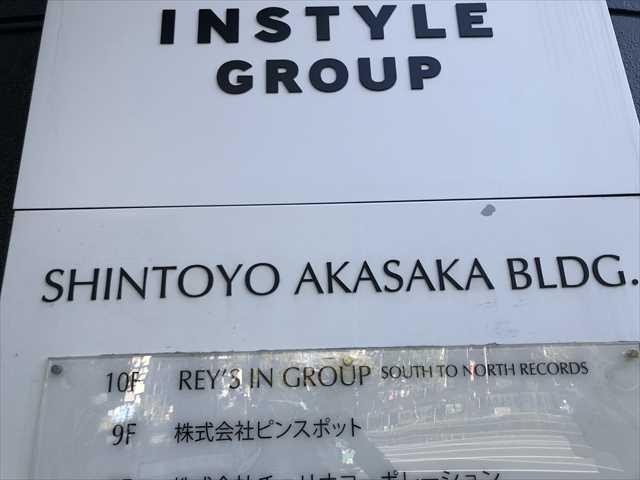 INSTYLE
GROUP
SHINTOYO AKASAKA BLDG.
10F REY'S IN GROUP SOUTH TO NORTH RECORDS
9F 株式会社ピンスポット